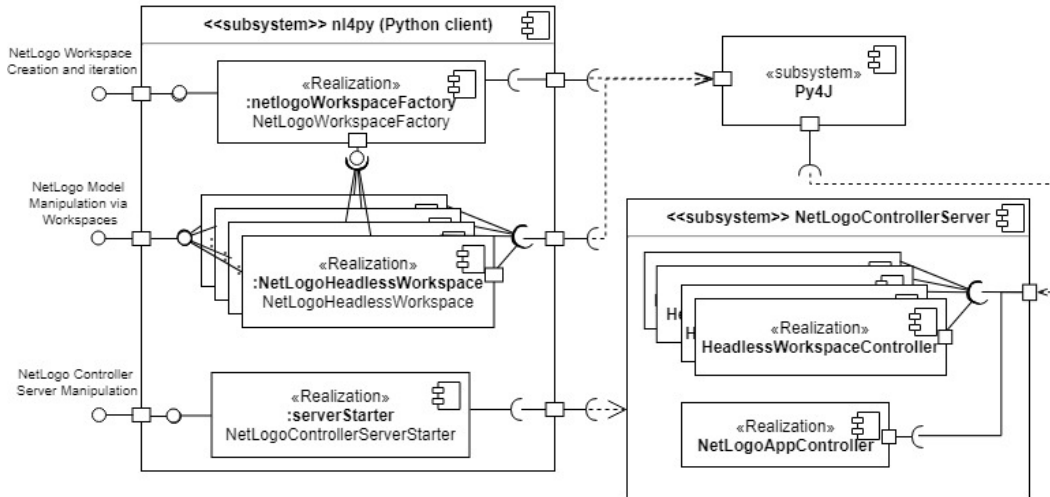 <<subsystem>> nl4py (Python client)
NetLogo Workspace
Creation and iteration
«Realization»
:netlogoWorkspaceFactory
NetLogoWorkspaceFactory
«subsystem»
Py4J
NetLogo Model
Manipulation via
Workspaces
«Realization»
:NetLogoHeadlessWorkspace
NetLogoHeadlessWorkspace
<<subsystem>> NetLogoControllerServer
«Realization»
HeadlessWorkspaceController
NetLogo Controller
Server Manipulation
«Realization»
:serverStarter
NetLogoControllerServerStarter
«Realization»
NetLogoAppController